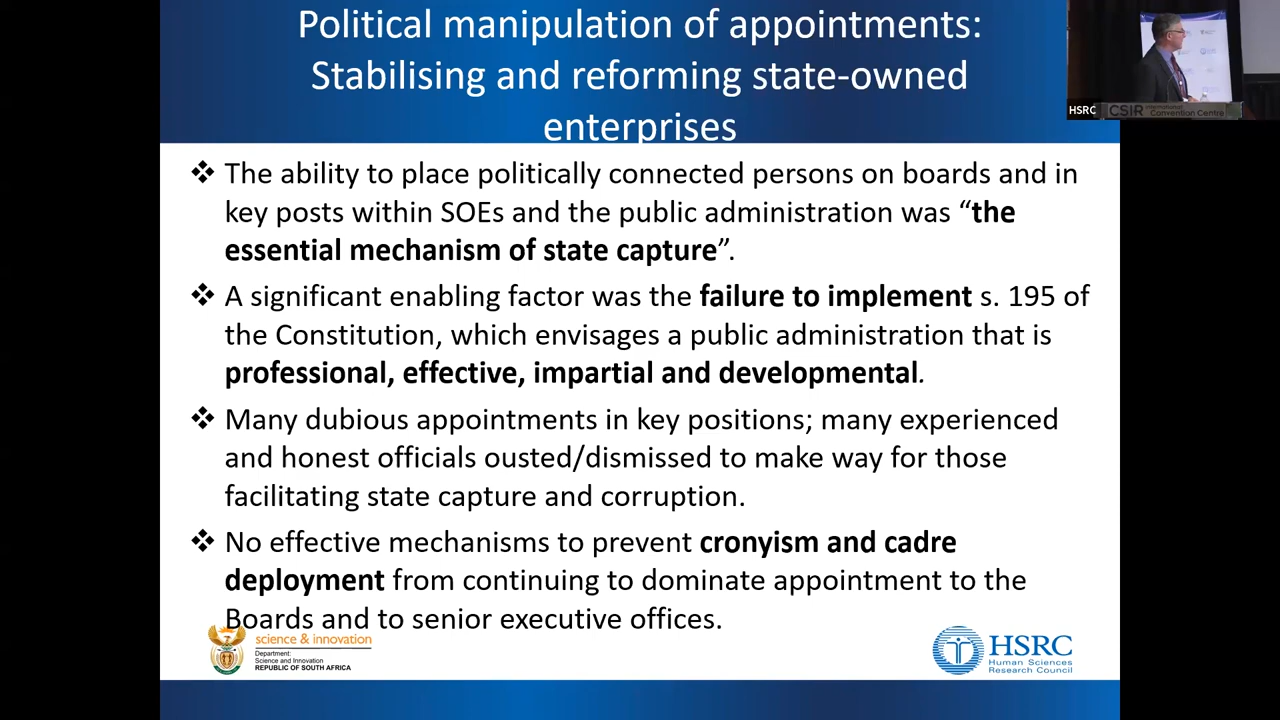 Political manipulation of appointments:
Stabilising and reforming state-owned
enterprises
HSRC
CSIR International
Convention Centre
❖ The ability to place politically connected persons on boards and in
key posts within SOEs and the public administration was “the
essential mechanism of state capture”.
❖ A significant enabling factor was the failure to implement s. 195 of
the Constitution, which envisages a public administration that is
professional, effective, impartial and developmental.
❖ Many dubious appointments in key positions; many experienced
and honest officials ousted/dismissed to make way for those
facilitating state capture and corruption.
❖ No effective mechanisms to prevent cronyism and cadre
deployment from continuing to dominate appointment to the
Boards and to senior executive offices.
science & innovation
Department:
Science and Innovation
REPUBLIC OF SOUTH AFRICA
HSRC
Human Sciences
Research Council